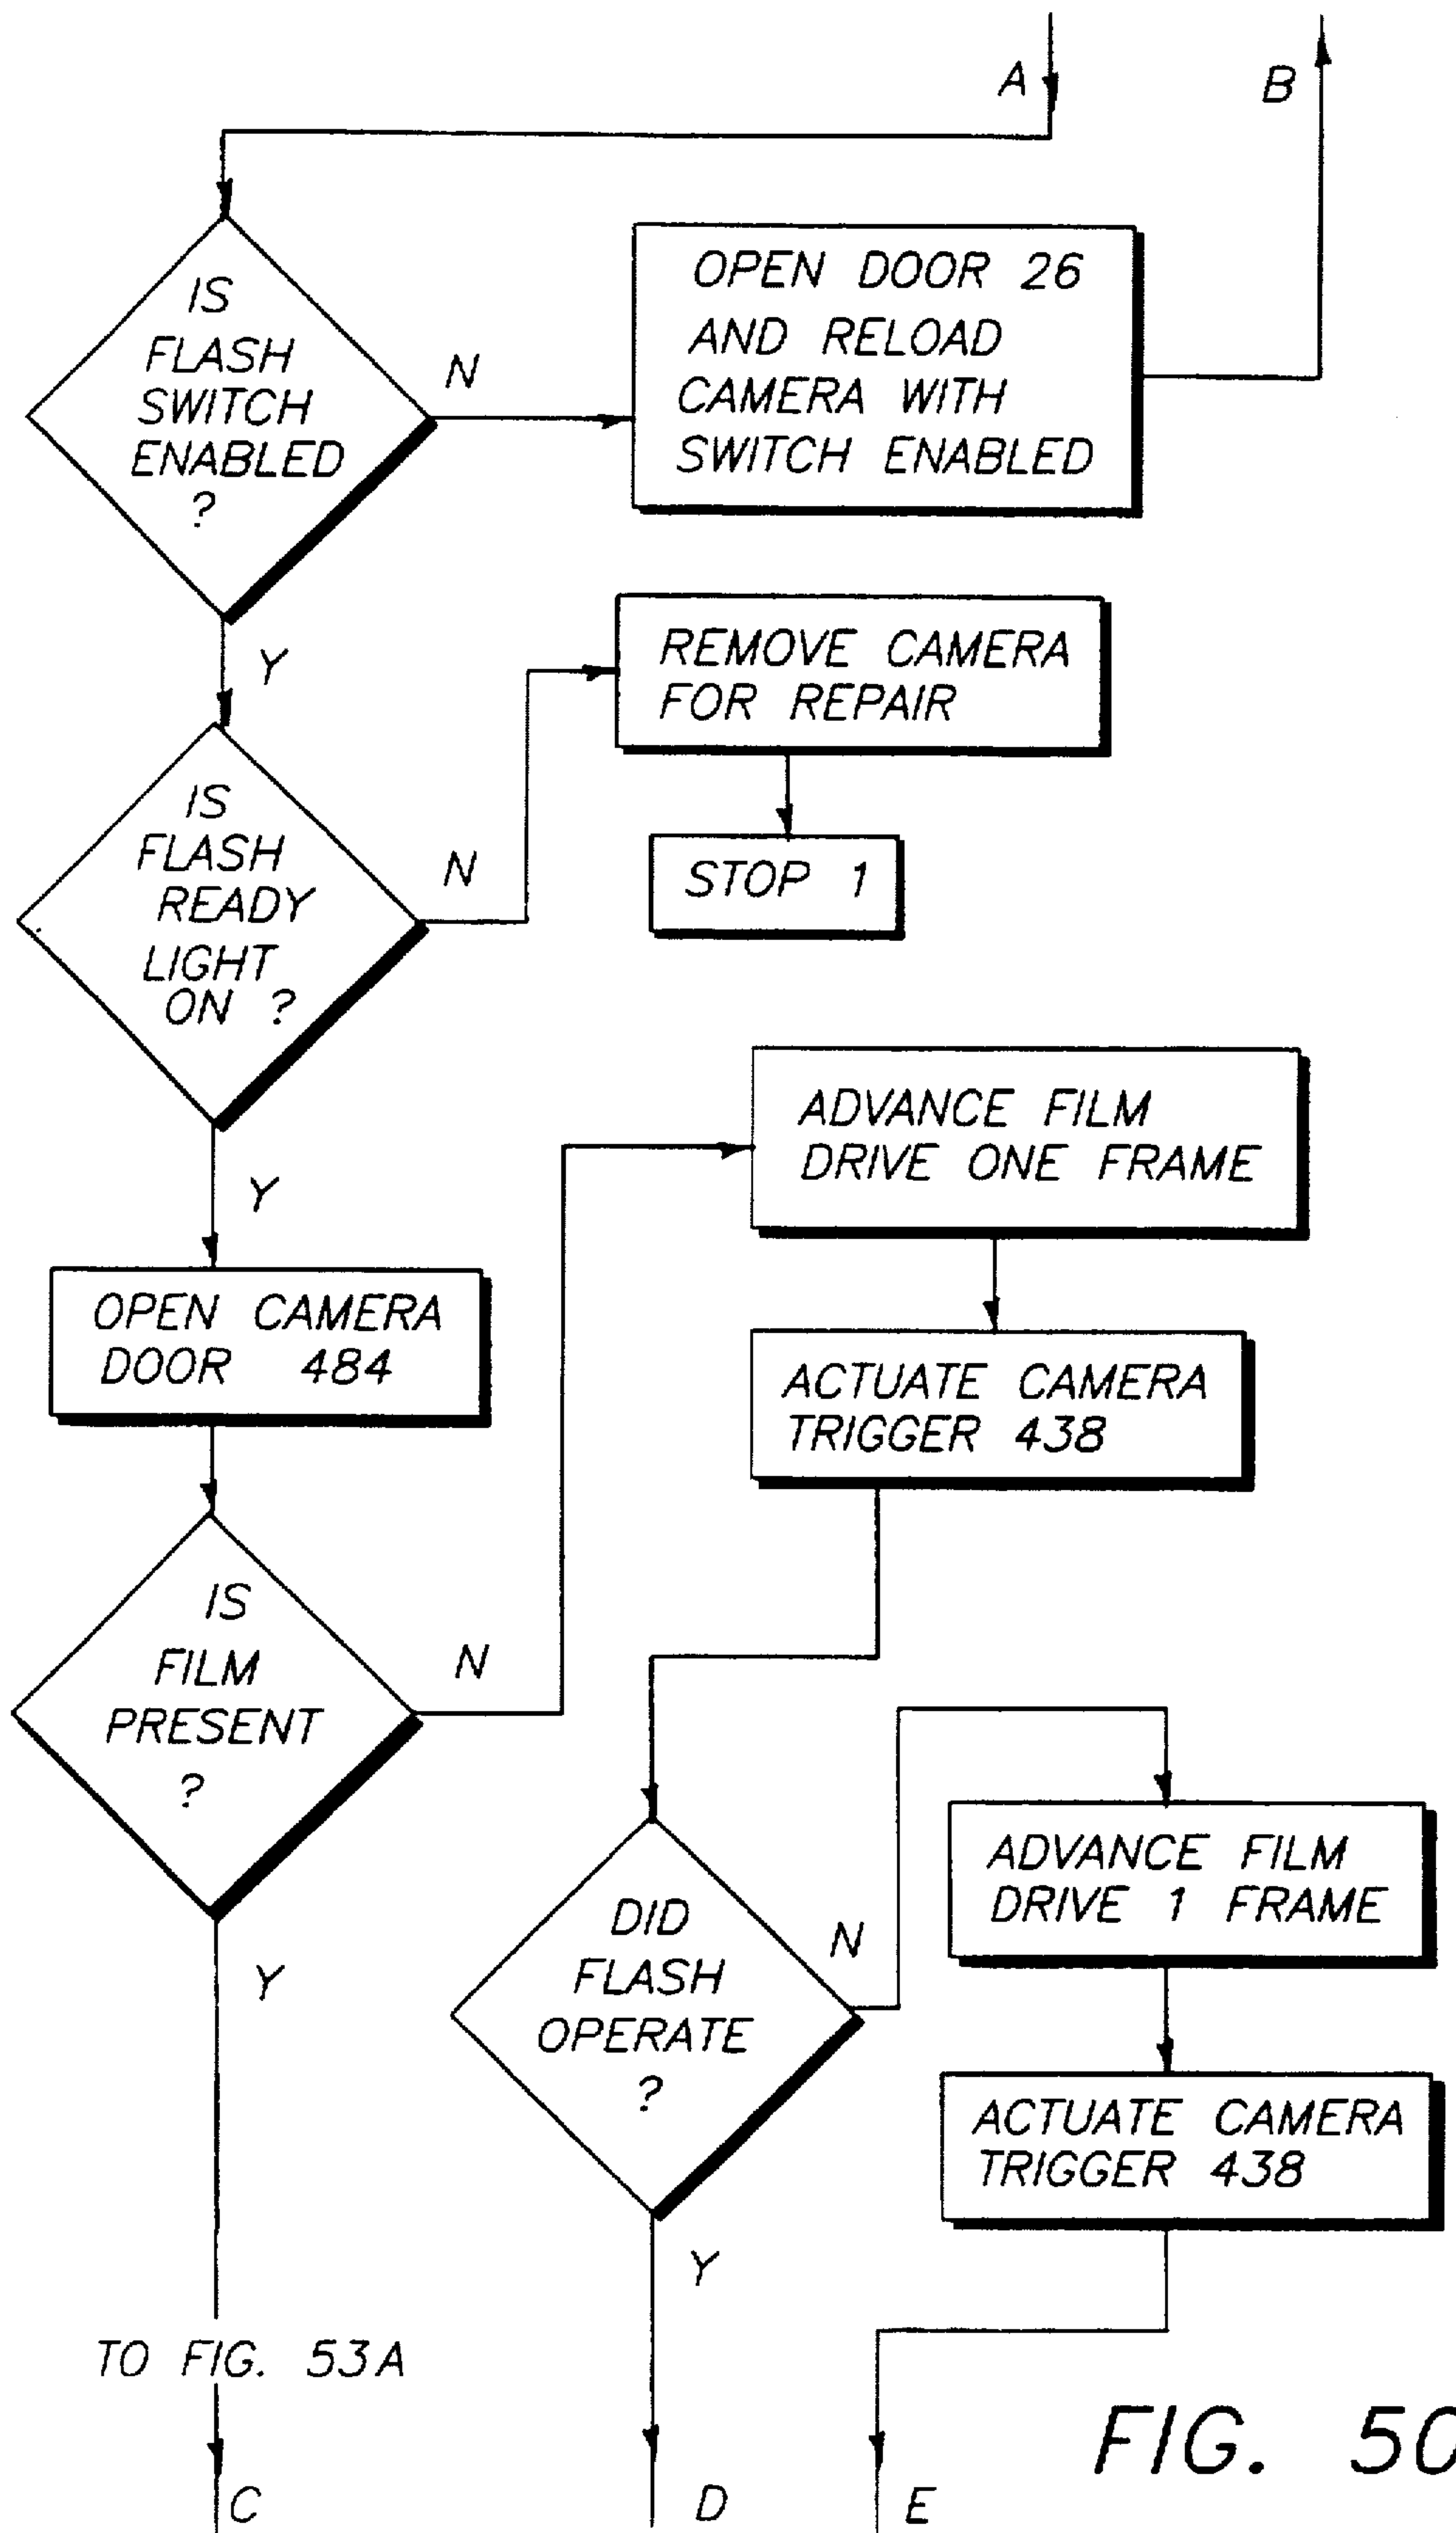 A
B
IS
FLASH
SWITCH
ENABLED
?
N
OPEN DOOR 26
AND RELOAD
CAMERA WITH
SWITCH ENABLED
Y
IS
FLASH
READY
LIGHT
ON ?
N
REMOVE CAMERA
FOR REPAIR
STOP 1
Y
OPEN CAMERA
DOOR 484
ADVANCE FILM
DRIVE ONE FRAME
ACTUATE CAMERA
TRIGGER 438
IS
FILM
PRESENT
?
N
Y
DID
FLASH
OPERATE
?
N
ADVANCE FILM
DRIVE 1 FRAME
ACTUATE CAMERA
TRIGGER 438
Y
TO FIG. 53A
C
D
E
FIG. 50